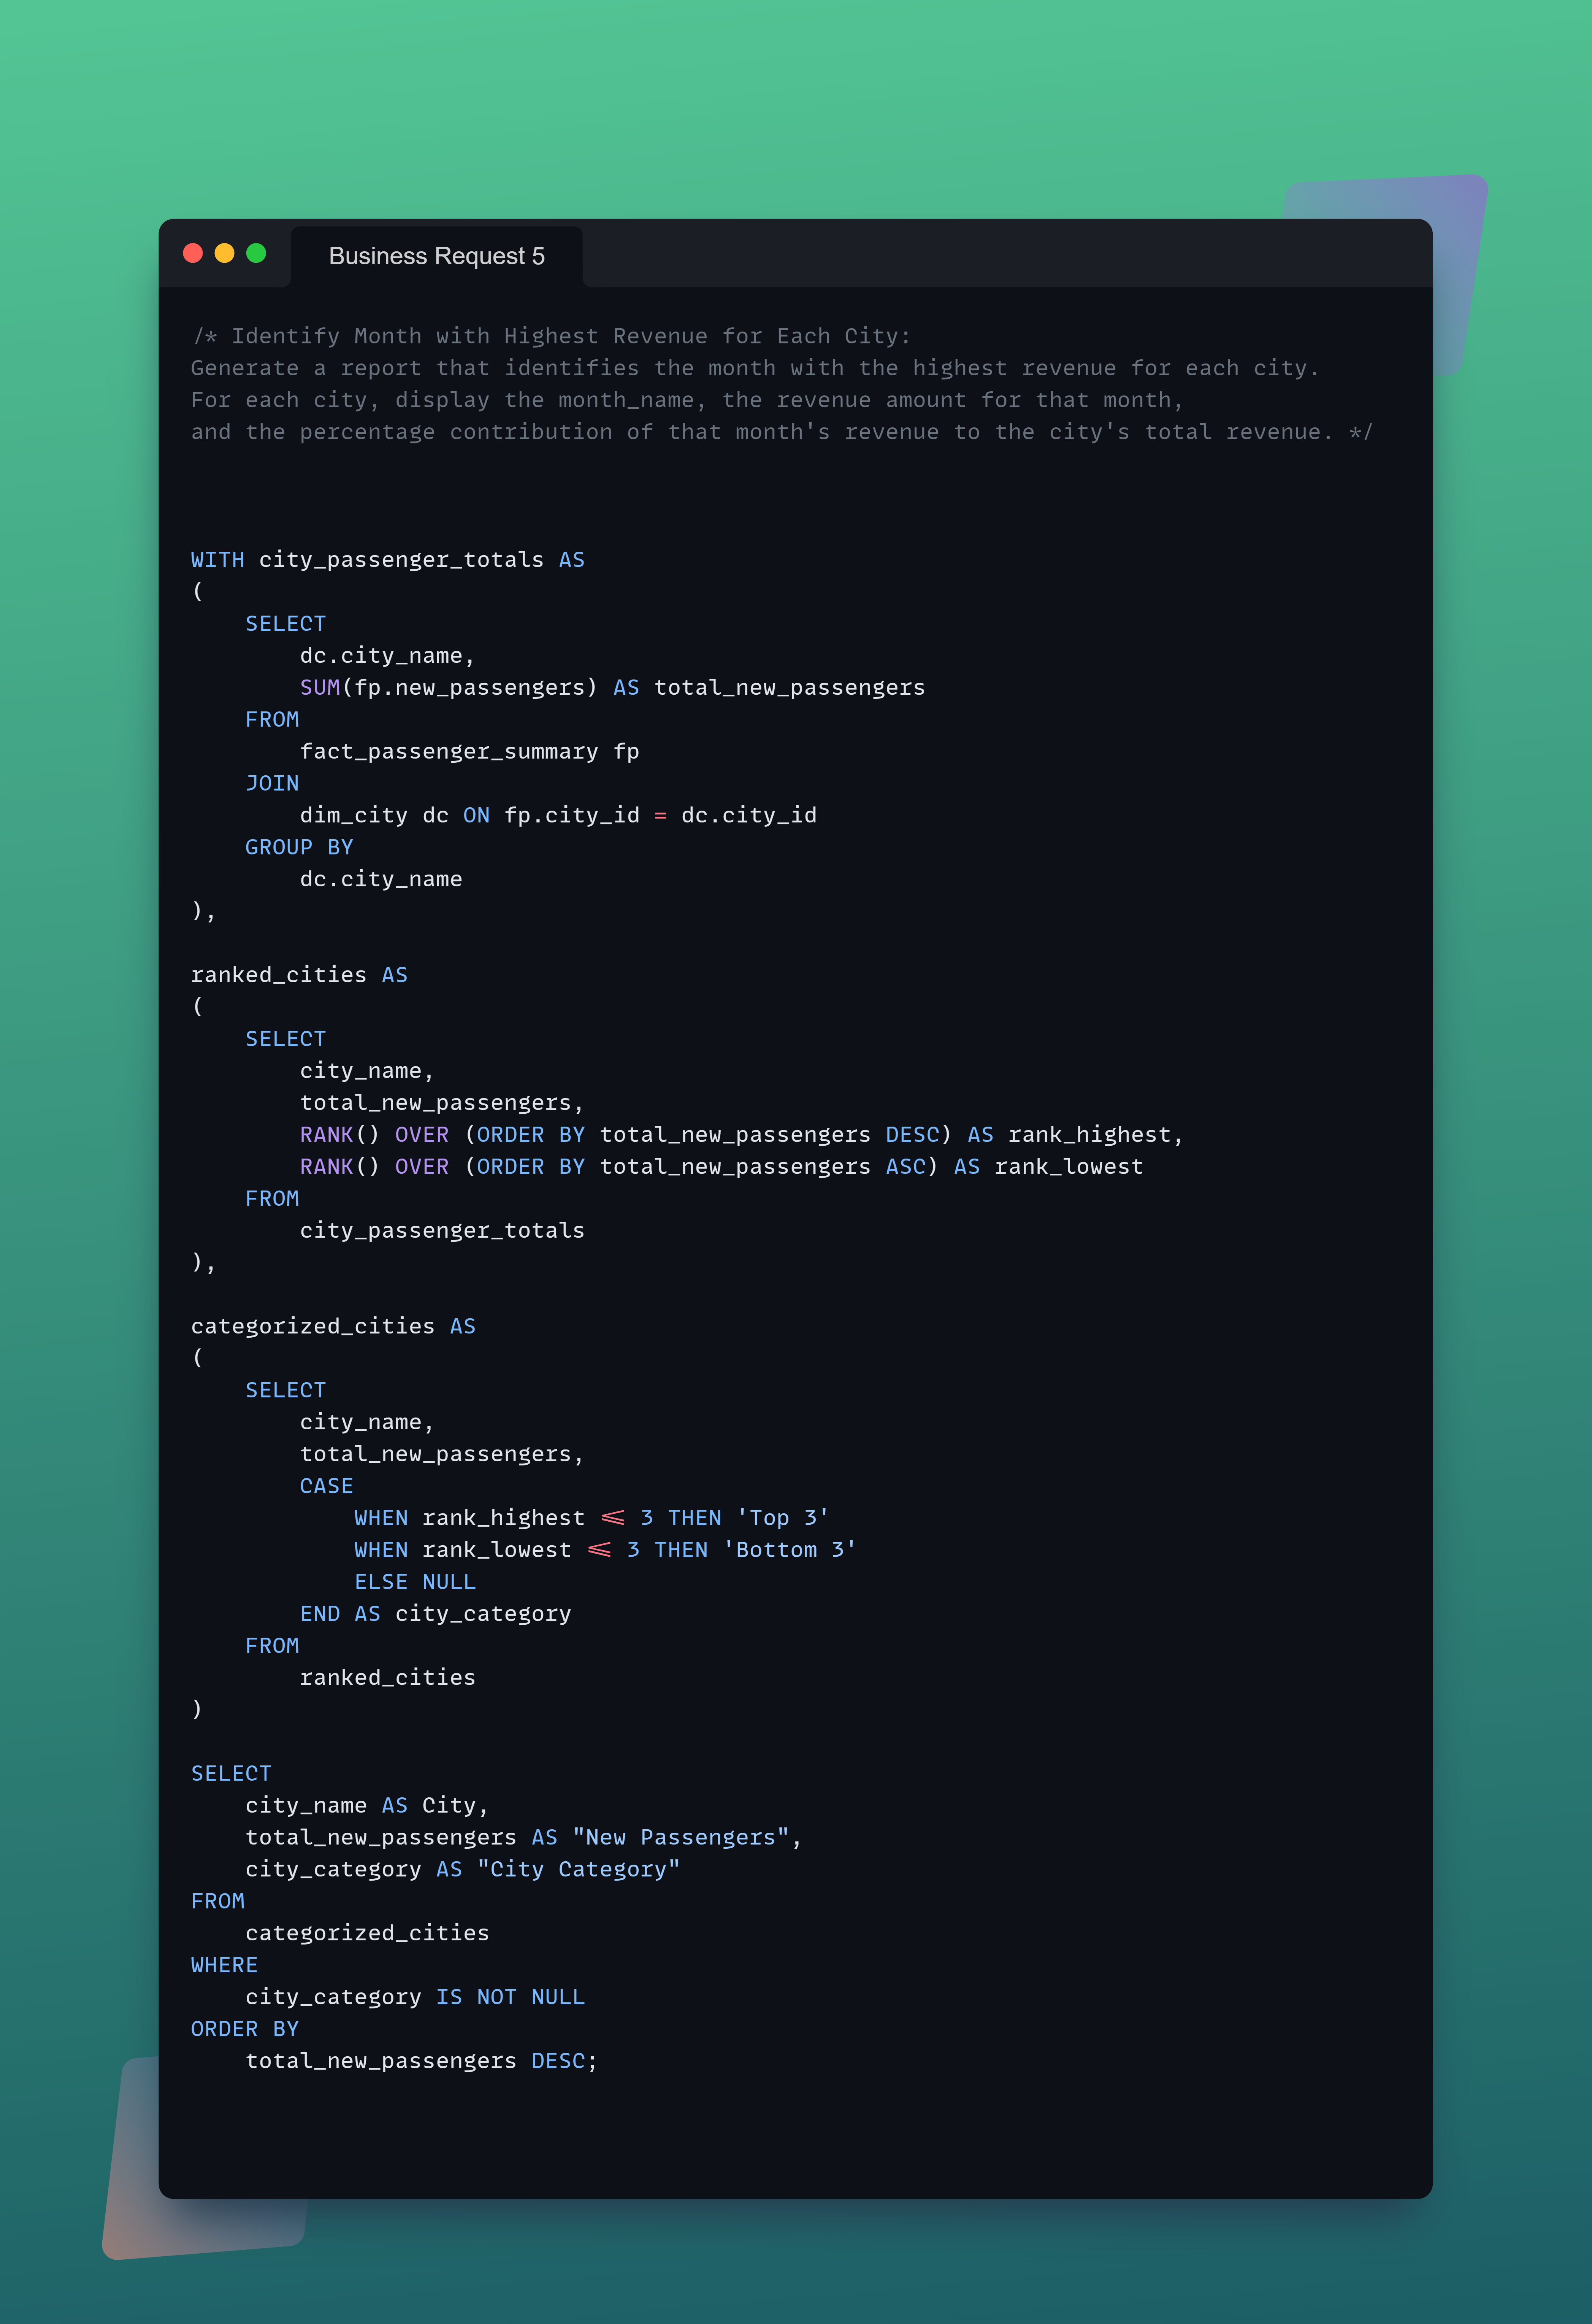 Business Request 5
/* Identify Month with Highest Revenue for Each City:
Generate a report that identifies the month with the highest revenue for each city.
For each city, display the month_name, the revenue amount for that month,
and the percentage contribution of that month's revenue to the city's total revenue. */
WITH city_passenger_totals AS
(
    SELECT
        dc.city_name,
        SUM(fp.new_passengers) AS total_new_passengers
    FROM
        fact_passenger_summary fp
    JOIN
        dim_city dc ON fp.city_id = dc.city_id
    GROUP BY
        dc.city_name
),
ranked_cities AS
(
    SELECT
        city_name,
        total_new_passengers,
        RANK() OVER (ORDER BY total_new_passengers DESC) AS rank_highest,
        RANK() OVER (ORDER BY total_new_passengers ASC) AS rank_lowest
    FROM
        city_passenger_totals
),
categorized_cities AS
(
    SELECT
        city_name,
        total_new_passengers,
        CASE
            WHEN rank_highest <= 3 THEN 'Top 3'
            WHEN rank_lowest <= 3 THEN 'Bottom 3'
            ELSE NULL
        END AS city_category
    FROM
        ranked_cities
)
SELECT
    city_name AS City,
    total_new_passengers AS "New Passengers",
    city_category AS "City Category"
FROM
    categorized_cities
WHERE
    city_category IS NOT NULL
ORDER BY
    total_new_passengers DESC;